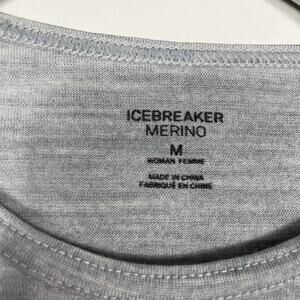 ICEBREAKER
MERINO
M
WOMAN FEMME
MADE IN CHINA
FABRIQUÉ EN CHINE